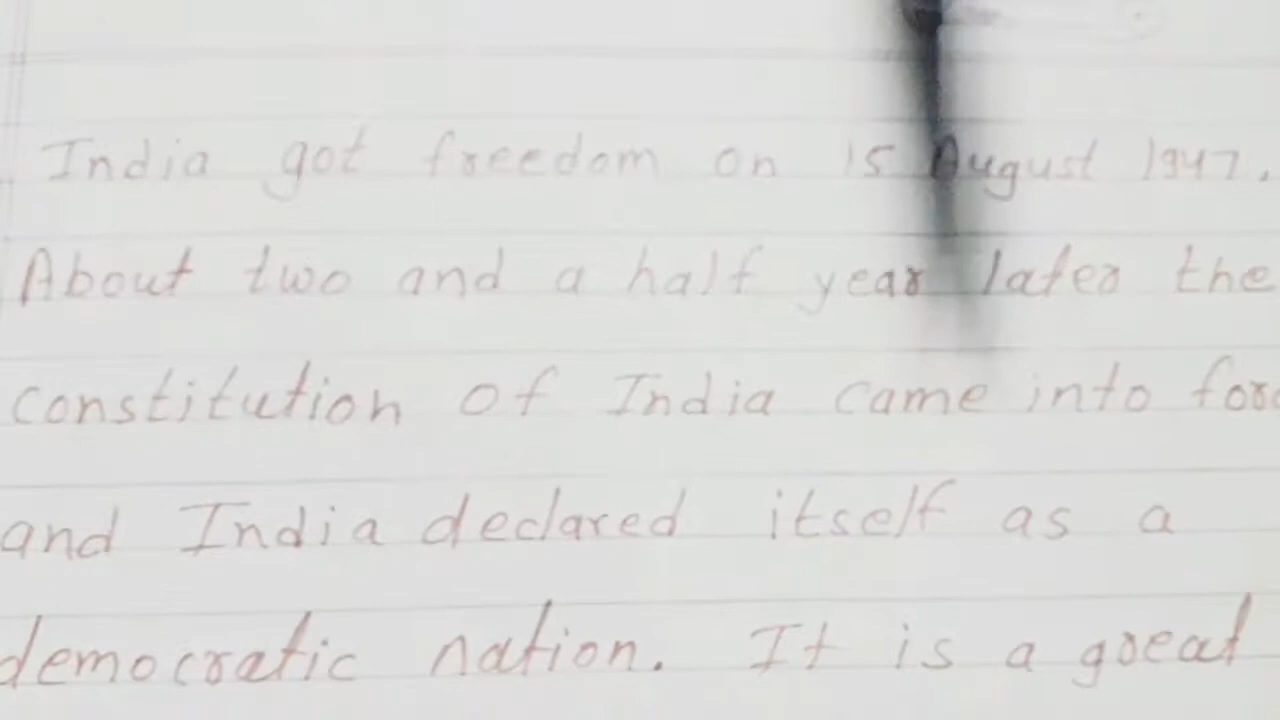 India got freedom on 15 August 1947.
About two and a half year later the
constitution of India came into
and India declared itself as a
democratic nation. It is a great